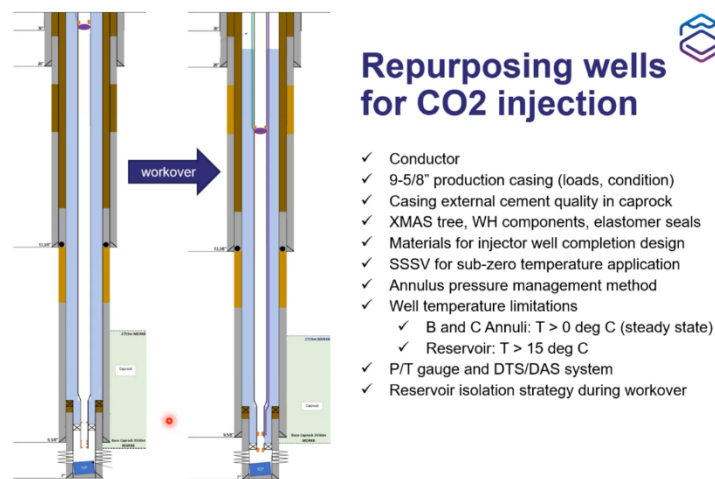 Repurposing wells
for CO2 injection
workover
✓ Conductor
✓ 9-5/8” production casing (loads, condition)
✓ Casing external cement quality in caprock
✓ XMAS tree, WH components, elastomer seals
✓ Materials for injector well completion design
✓ SSSV for sub-zero temperature application
✓ Annulus pressure management method
✓ Well temperature limitations
✓ B and C Annuli: T > 0 deg C (steady state)
✓ Reservoir: T > 15 deg C
✓ P/T gauge and DTS/DAS system
✓ Reservoir isolation strategy during workover
Caprock
Caprock